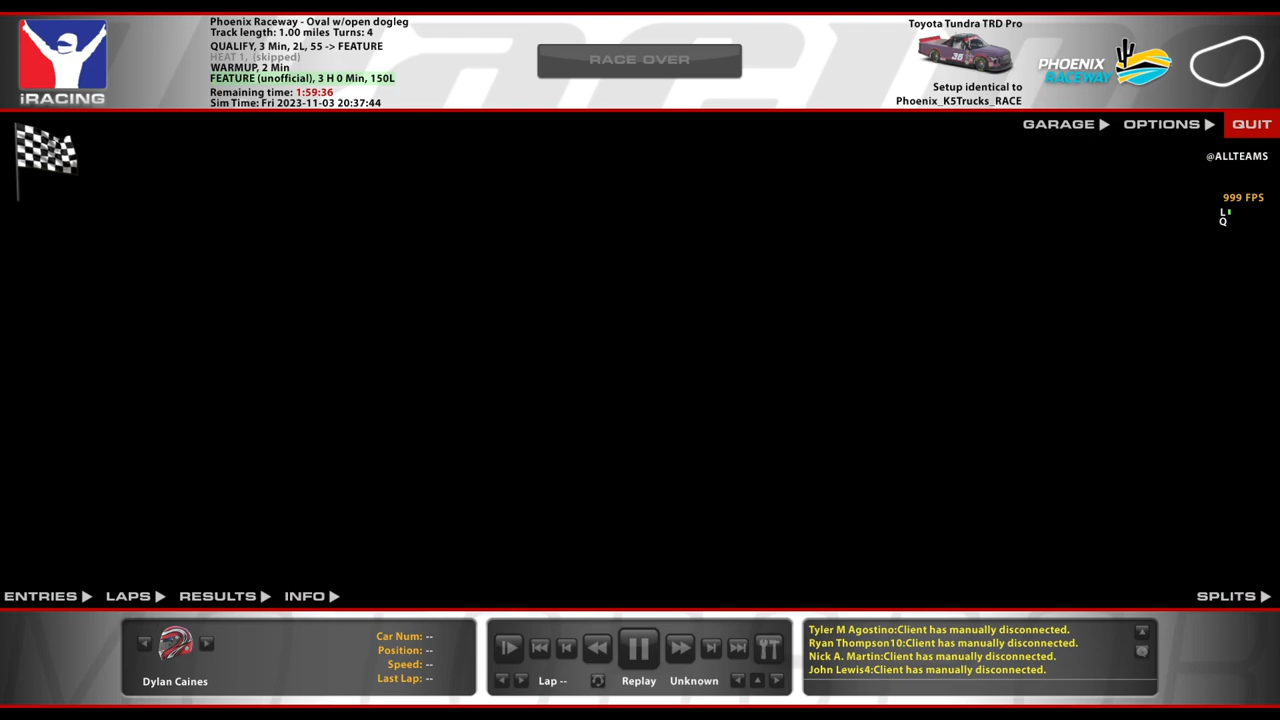 iRACING
Phoenix Raceway - Oval w/open dogleg
Track length: 1.00 miles Turns: 4
QUALIFY, 3 Min, 2L, 55 -> FEATURE
HEAT 1, (skipped)
WARMUP, 2 Min
FEATURE (unofficial), 3 H 0 Min, 150L
Remaining time: 1:59:36
Sim Time: Fri 2023-11-03 20:37:44
RACE OVER
Toyota Tundra TRD Pro
38
Setup identical to
Phoenix_K5Trucks_RACE
PHOENIX
RACEWAY
GARAGE
OPTIONS
QUIT
@ALLTEAMS
999 FPS
L
Q
ENTRIES
LAPS
RESULTS
INFO
SPLITS
Dylan Caines
Car Num: --
Position: --
Speed: --
Last Lap: --
Lap --
Replay
Unknown
Tyler M Agostino:Client has manually disconnected.
Ryan Thompson10:Client has manually disconnected.
Nick A. Martin:Client has manually disconnected.
John Lewis4:Client has manually disconnected.